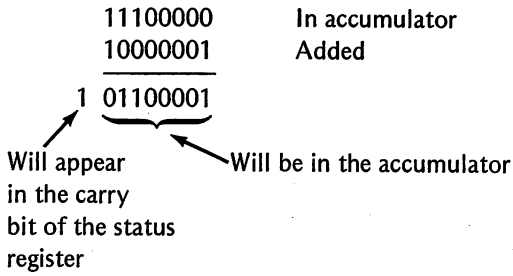 11100000 In accumulator
10000001 Added
1 01100001
Will appear
in the carry
bit of the status
register
Will be in the accumulator